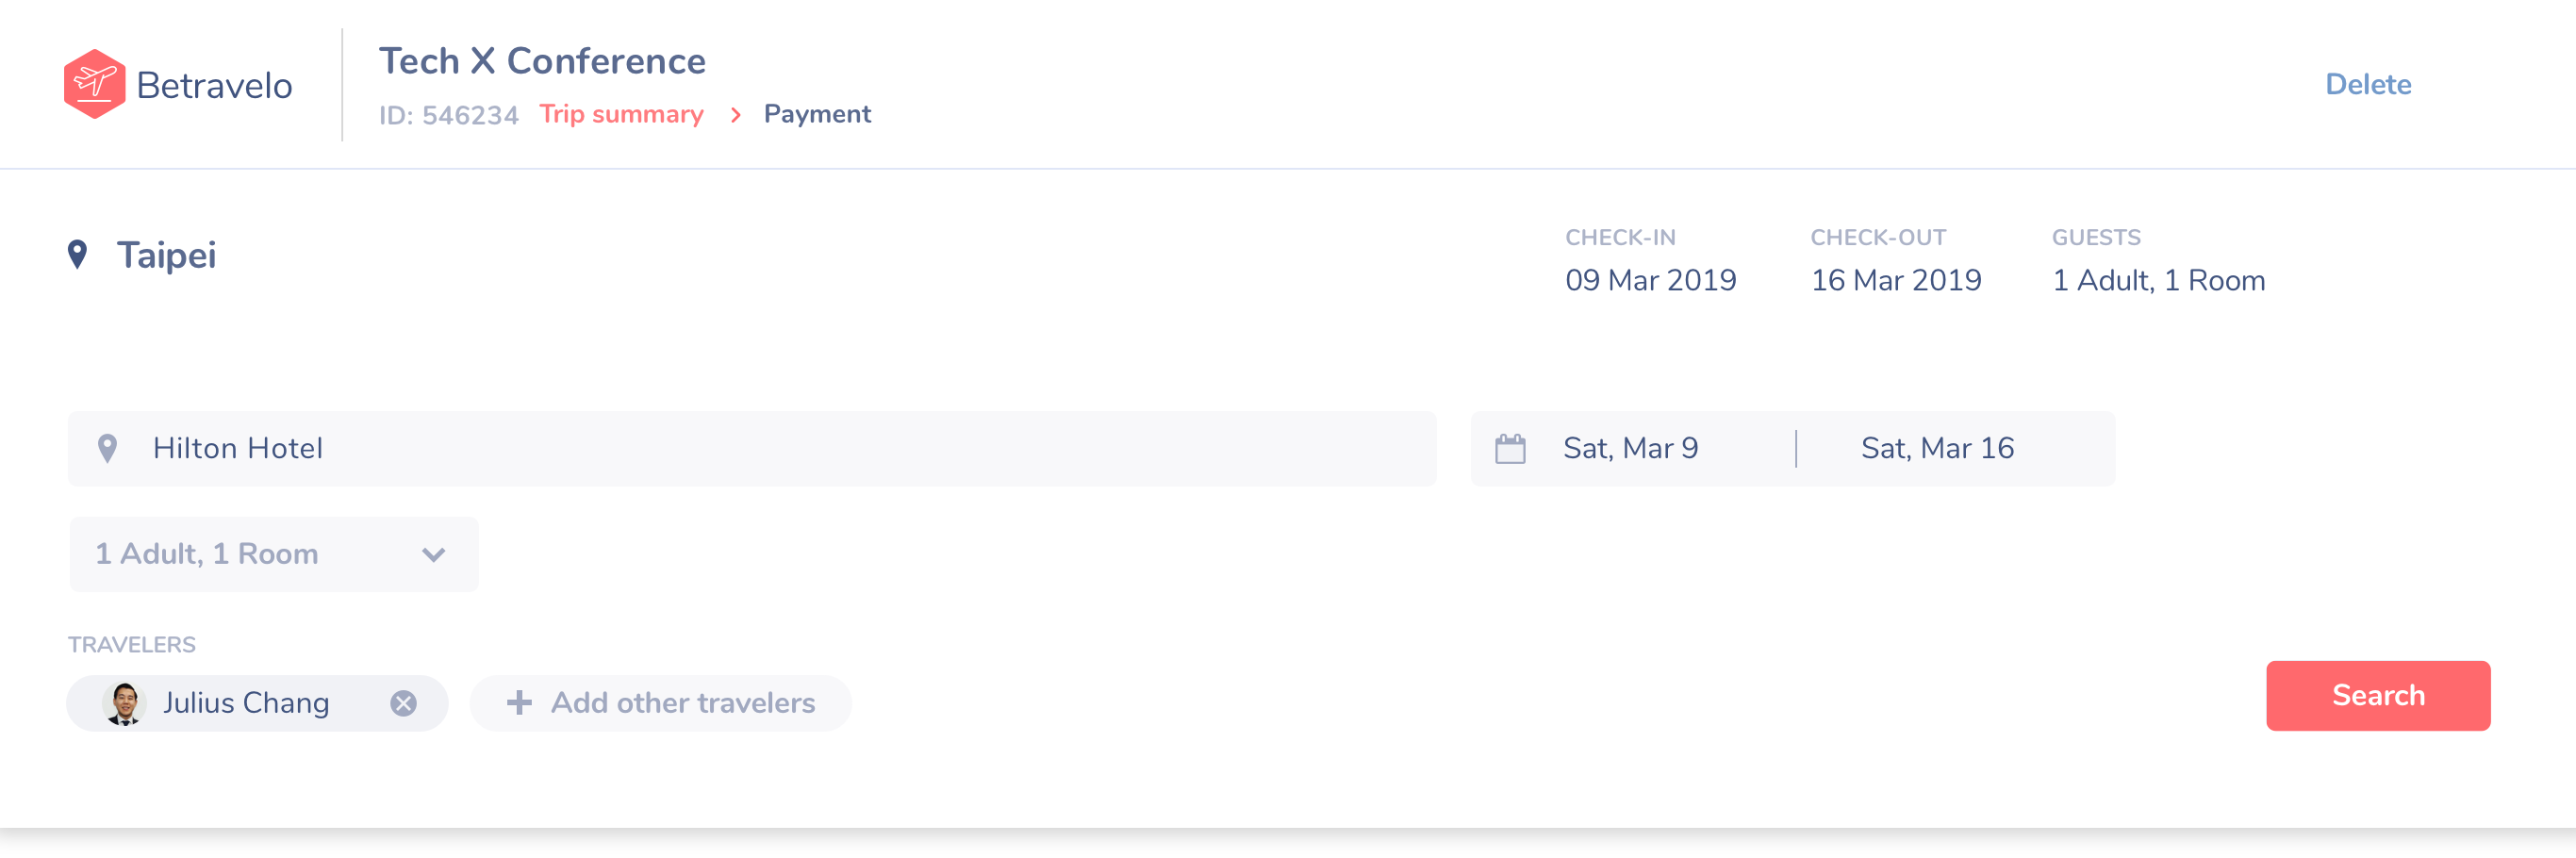 Betravelo
Tech X Conference
ID: 546234 Trip summary > Payment
Delete
Taipei
CHECK-IN
09 Mar 2019
CHECK-OUT
16 Mar 2019
GUESTS
1 Adult, 1 Room
Hilton Hotel
Sat, Mar 9 | Sat, Mar 16
1 Adult, 1 Room
TRAVELERS
Julius Chang
Add other travelers
Search